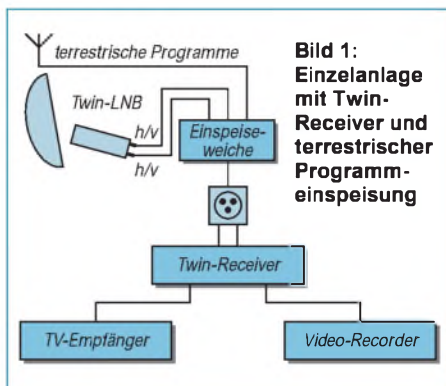 terrestrische Programme
Twin-LNB
h/v
h/v
Einspeise-
weiche
Twin-Receiver
TV-Empfänger
Video-Recorder
Bild 1:
Einzelanlage
mit Twin-
Receiver und
terrestrischer
Programm-
einspeisung